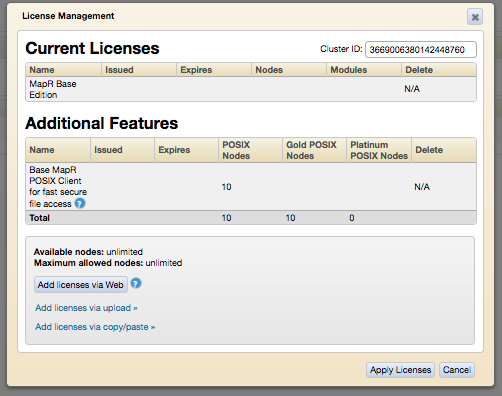 License Management
Current Licenses
Cluster ID: 3669006380142448760
Name Issued Expires Nodes Modules Delete
MapR Base
Edition
N/A
Additional Features
Name Issued Expires POSIX Nodes Gold POSIX Nodes Platinum POSIX Nodes Delete
Base MapR
POSIX Client
for fast secure
file access ?
10 N/A
Total 10 10 0
Available nodes: unlimited
Maximum allowed nodes: unlimited
Add licenses via Web ?
Add licenses via upload »
Add licenses via copy/paste »
Apply Licenses Cancel